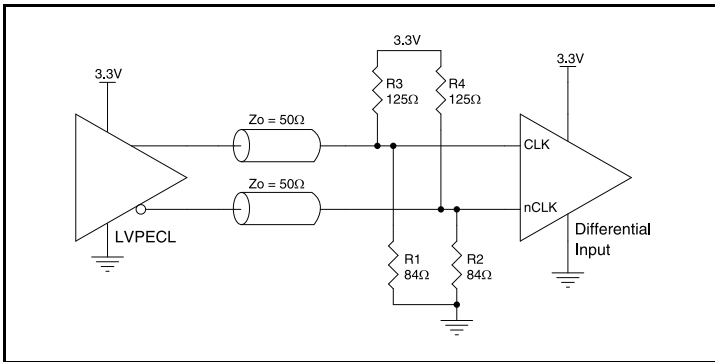 3.3V
3.3V
3.3V
R3
125Ω
R4
125Ω
Zo = 50Ω
CLK
Zo = 50Ω
nCLK
LVPECL
Differential
Input
R1
84Ω
R2
84Ω